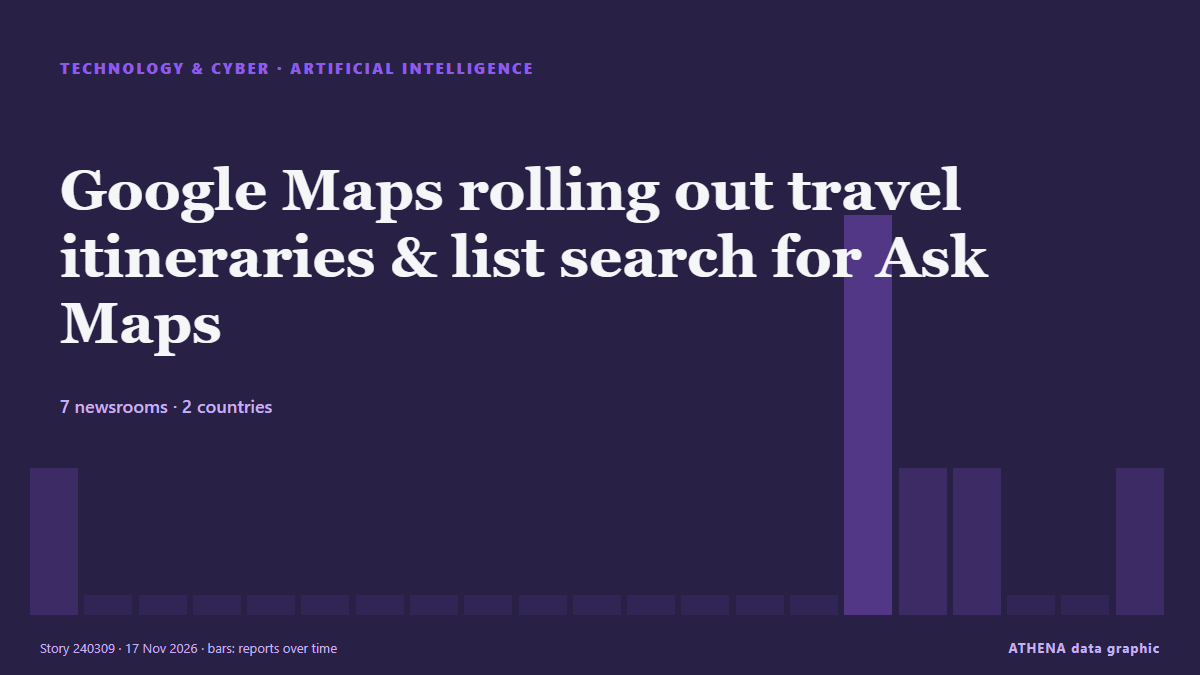 TECHNOLOGY & CYBER · ARTIFICIAL INTELLIGENCE
Google Maps rolling out travel
itineraries & list search for Ask
Maps
7 newsrooms · 2 countries
Story 240309 · 17 Nov 2026 · bars: reports over time
ATHENA data graphic